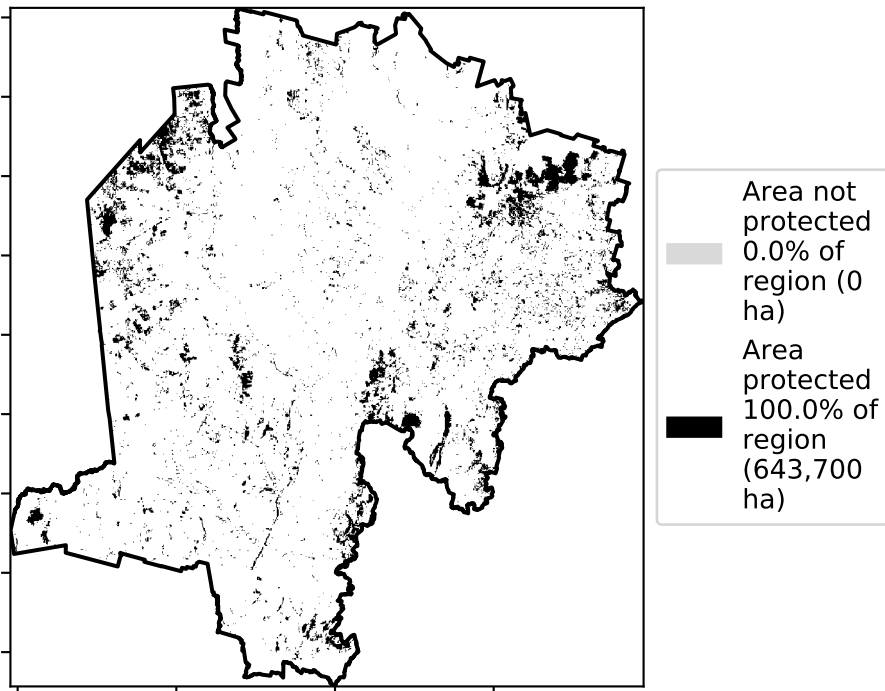 Area not
protected
0.0% of
region (0
ha)
Area
protected
100.0% of
region
(643,700
ha)